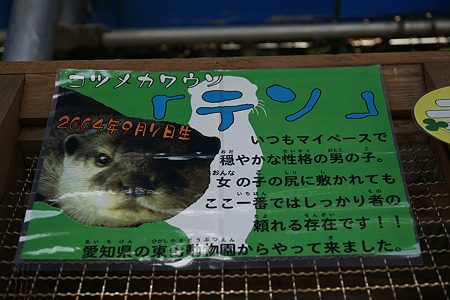 コツメカワウソ
「テン」
2004年9月1日生
いつもマイペースで
穏やかな性格の男の子。
女の子の尻に敷かれても
ここ一番ではしっかり者の
頼れる存在です!!
愛知県の東山動物園からやって来ました。